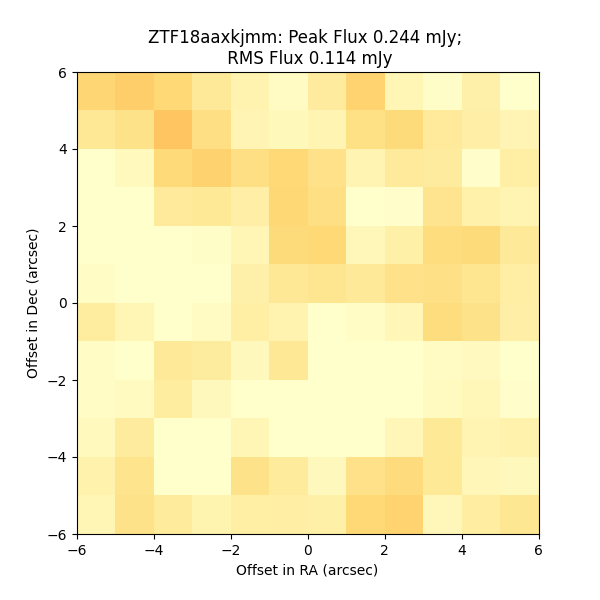 ZTF18aaxkjmm: Peak Flux 0.244 mJy;
RMS Flux 0.114 mJy
6
4
2
0
−2
−4
−6
Offset in Dec (arcsec)
−6 −4 −2 0 2 4 6
Offset in RA (arcsec)